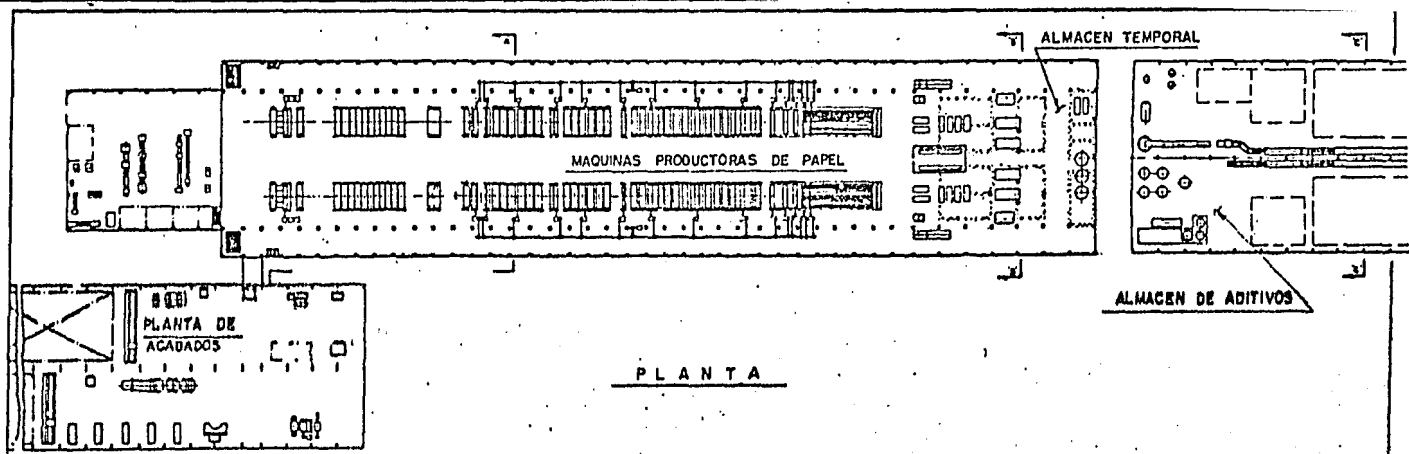 ALMACEN TEMPORAL
MAQUINAS PRODUCTORAS DE PAPEL
ALMACEN DE ADITIVOS
PLANTA DE
ACABADOS
PLANTA